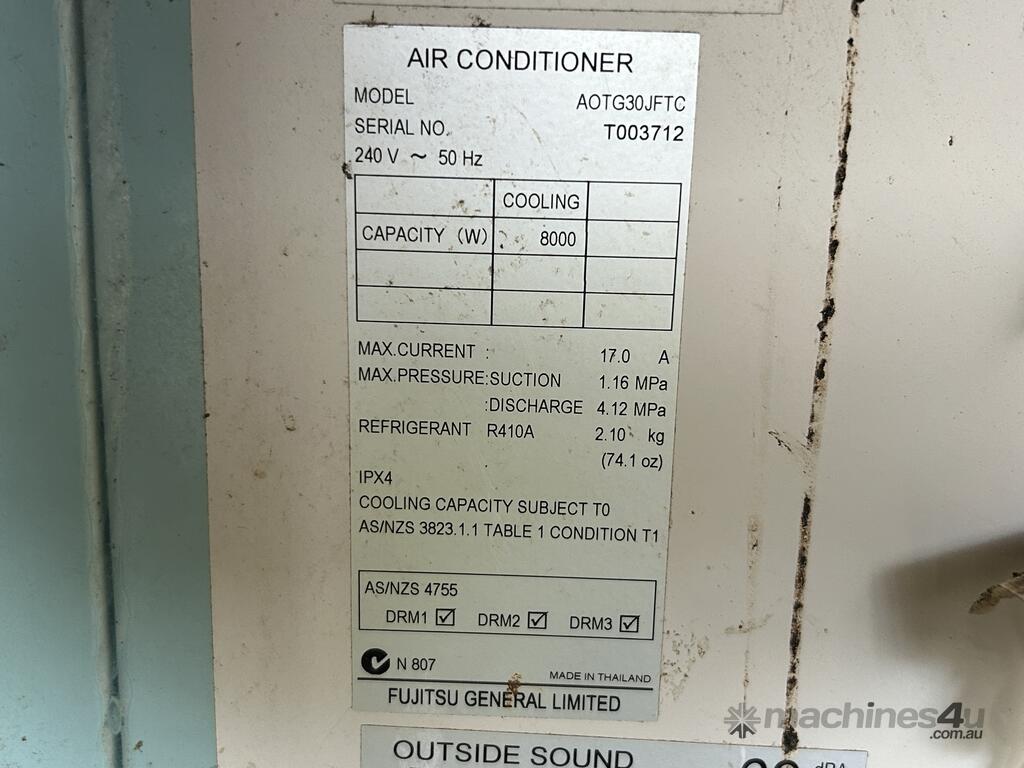 AIR CONDITIONER
MODEL AOTG30JFTC
SERIAL NO. T003712
240 V ~ 50 Hz
COOLING
CAPACITY (W) 8000
MAX.CURRENT : 17.0 A
MAX.PRESSURE:SUCTION 1.16 MPa
:DISCHARGE 4.12 MPa
REFRIGERANT R410A 2.10 kg
(74.1 oz)
IPX4
COOLING CAPACITY SUBJECT T0
AS/NZS 3823.1.1 TABLE 1 CONDITION T1
AS/NZS 4755
DRM1 ☑ DRM2 ☑ DRM3 ☑
N 807
MADE IN THAILAND
FUJITSU GENERAL LIMITED
OUTSIDE SOUND
machines4u
.com.au